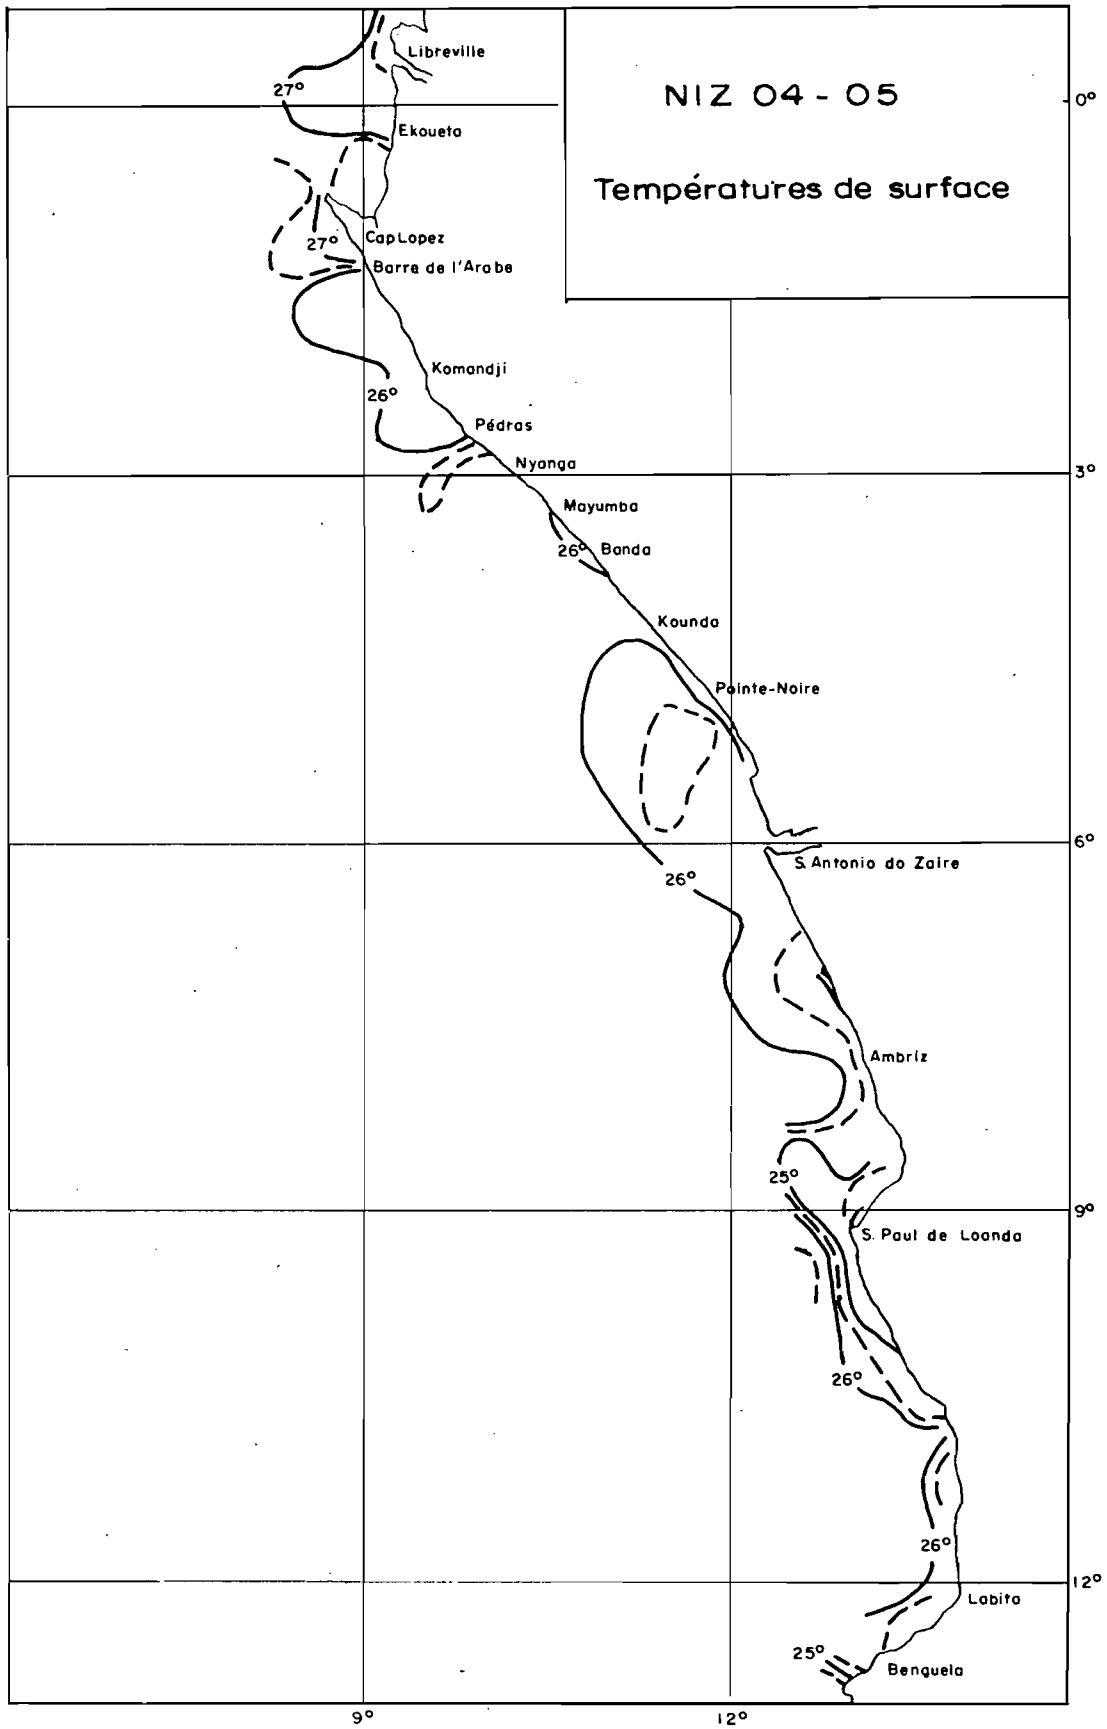 Libreville
NIZ 04 - 05
27°
0°
Ekoueta
Températures de surface
Cap Lopez
27°
Barre de l'Arabe
Komandji
26°
Pédras
Nyanga
3°
Mayumba
26°
Banda
Kounda
Pointe-Noire
6°
S. Antonio do Zaire
26°
Ambriz
25°
9°
S. Paul de Loanda
26°
26°
12°
Labita
25°
Benguela
9°
12°